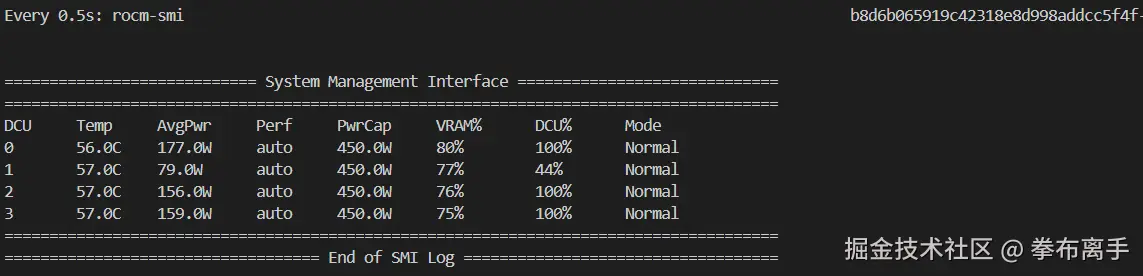 Every 0.5s: rocm-smi b8d6b065919c42318e8d998addcc5f4f-
============================ System Management Interface =============================
======================================================================================
DCU     Temp     AvgPwr     Perf     PwrCap     VRAM%      DCU%      Mode
0       56.0C    177.0W     auto     450.0W     80%        100%      Normal
1       57.0C    79.0W      auto     450.0W     77%        44%       Normal
2       57.0C    156.0W     auto     450.0W     76%        100%      Normal
3       57.0C    159.0W     auto     450.0W     75%        100%      Normal
======================================================================================
=================================== End of SMI Log ===================================
掘金技术社区 @ 拳布离手